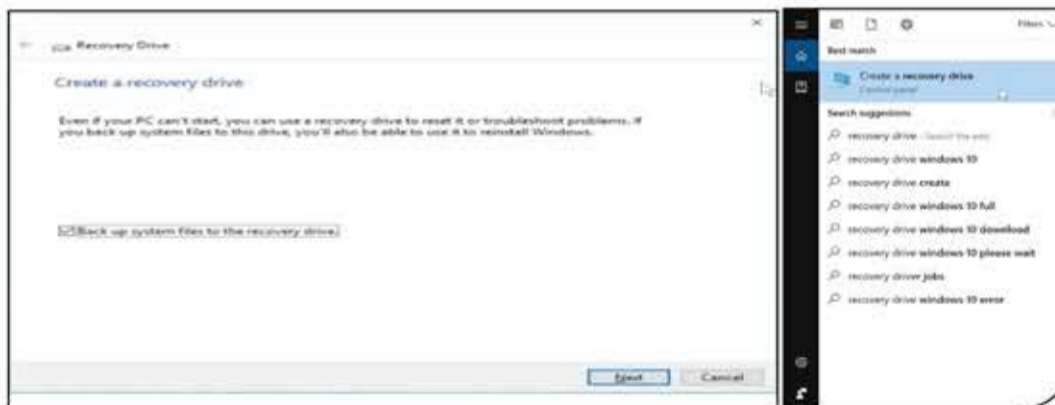 Recovery Drive
Create a recovery drive
Even if your PC can't start, you can use a recovery drive to reset it or troubleshoot problems. If
you back up system files to this drive, you'll also be able to use it to reinstall Windows.
Back up system files to the recovery drive.
Next
Cancel
Filters
Best match
Create a recovery drive
Control panel
Search suggestions
recovery drive - Search the web
recovery drive windows 10
recovery drive create
recovery drive windows 10 full
recovery drive windows 10 download
recovery drive windows 10 please wait
recovery driver jobs
recovery drive windows 10 error